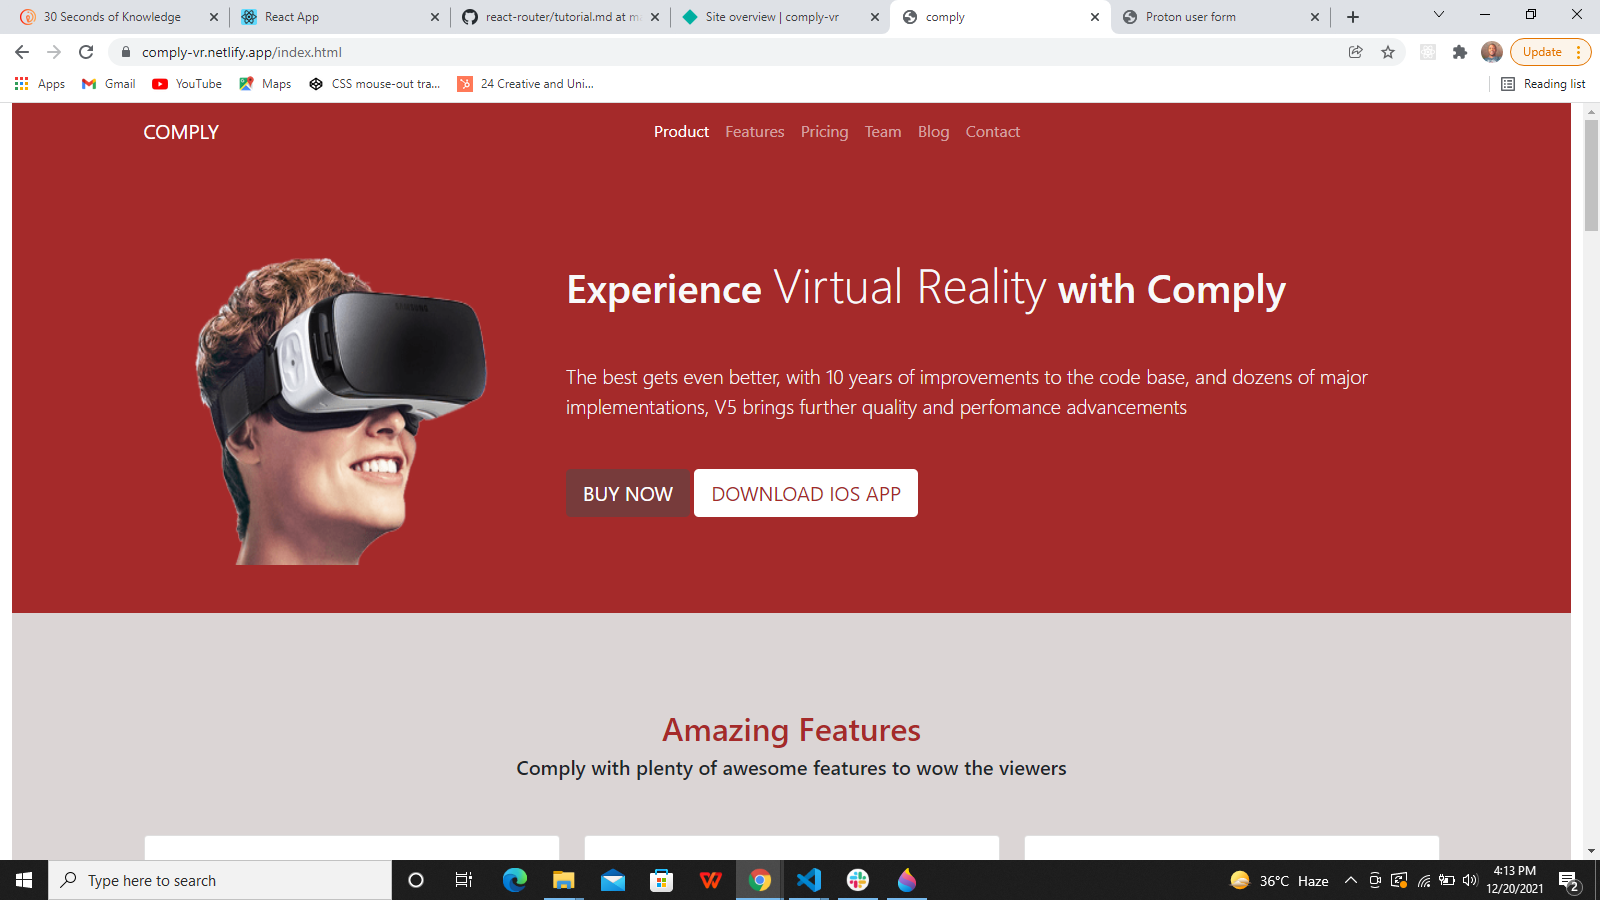 30 Seconds of Knowledge
React App
react-router/tutorial.md at m
Site overview | comply-vr
comply
Proton user form
comply-vr.netlify.app/index.html
Update
Apps
Gmail
YouTube
Maps
CSS mouse-out tra...
24 Creative and Uni...
Reading list
COMPLY
Product
Features
Pricing
Team
Blog
Contact
SAMSUNG
Experience Virtual Reality with Comply
The best gets even better, with 10 years of improvements to the code base, and dozens of major
implementations, V5 brings further quality and perfomance advancements
BUY NOW
DOWNLOAD IOS APP
Amazing Features
Comply with plenty of awesome features to wow the viewers
Type here to search
36°C Haze
4:13 PM
12/20/2021
2